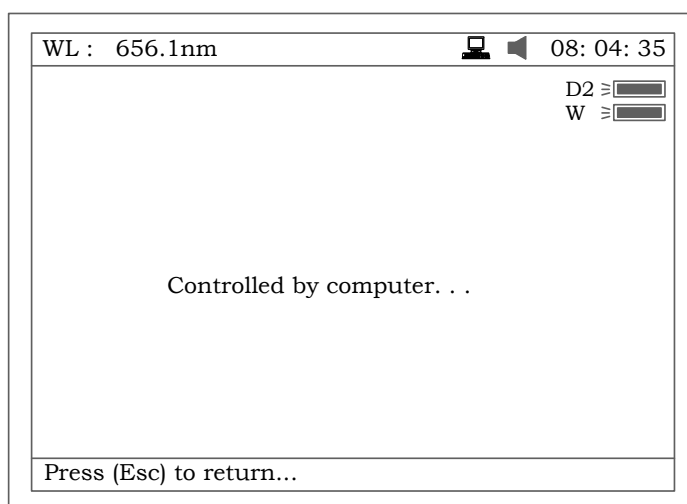 WL : 656.1nm 08: 04: 35
D2
W
Controlled by computer. . .
Press (Esc) to return...